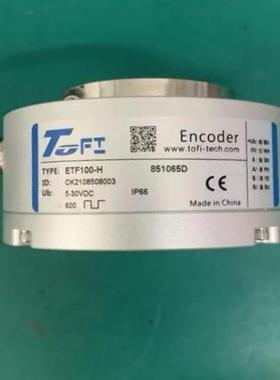 TOFI
Encoder
www.tofi-tech.com
TYPE: ETF100-H 851065D
ID: CK2108508003
Ub: 5-30VDC IP66
600
CE
Made in China